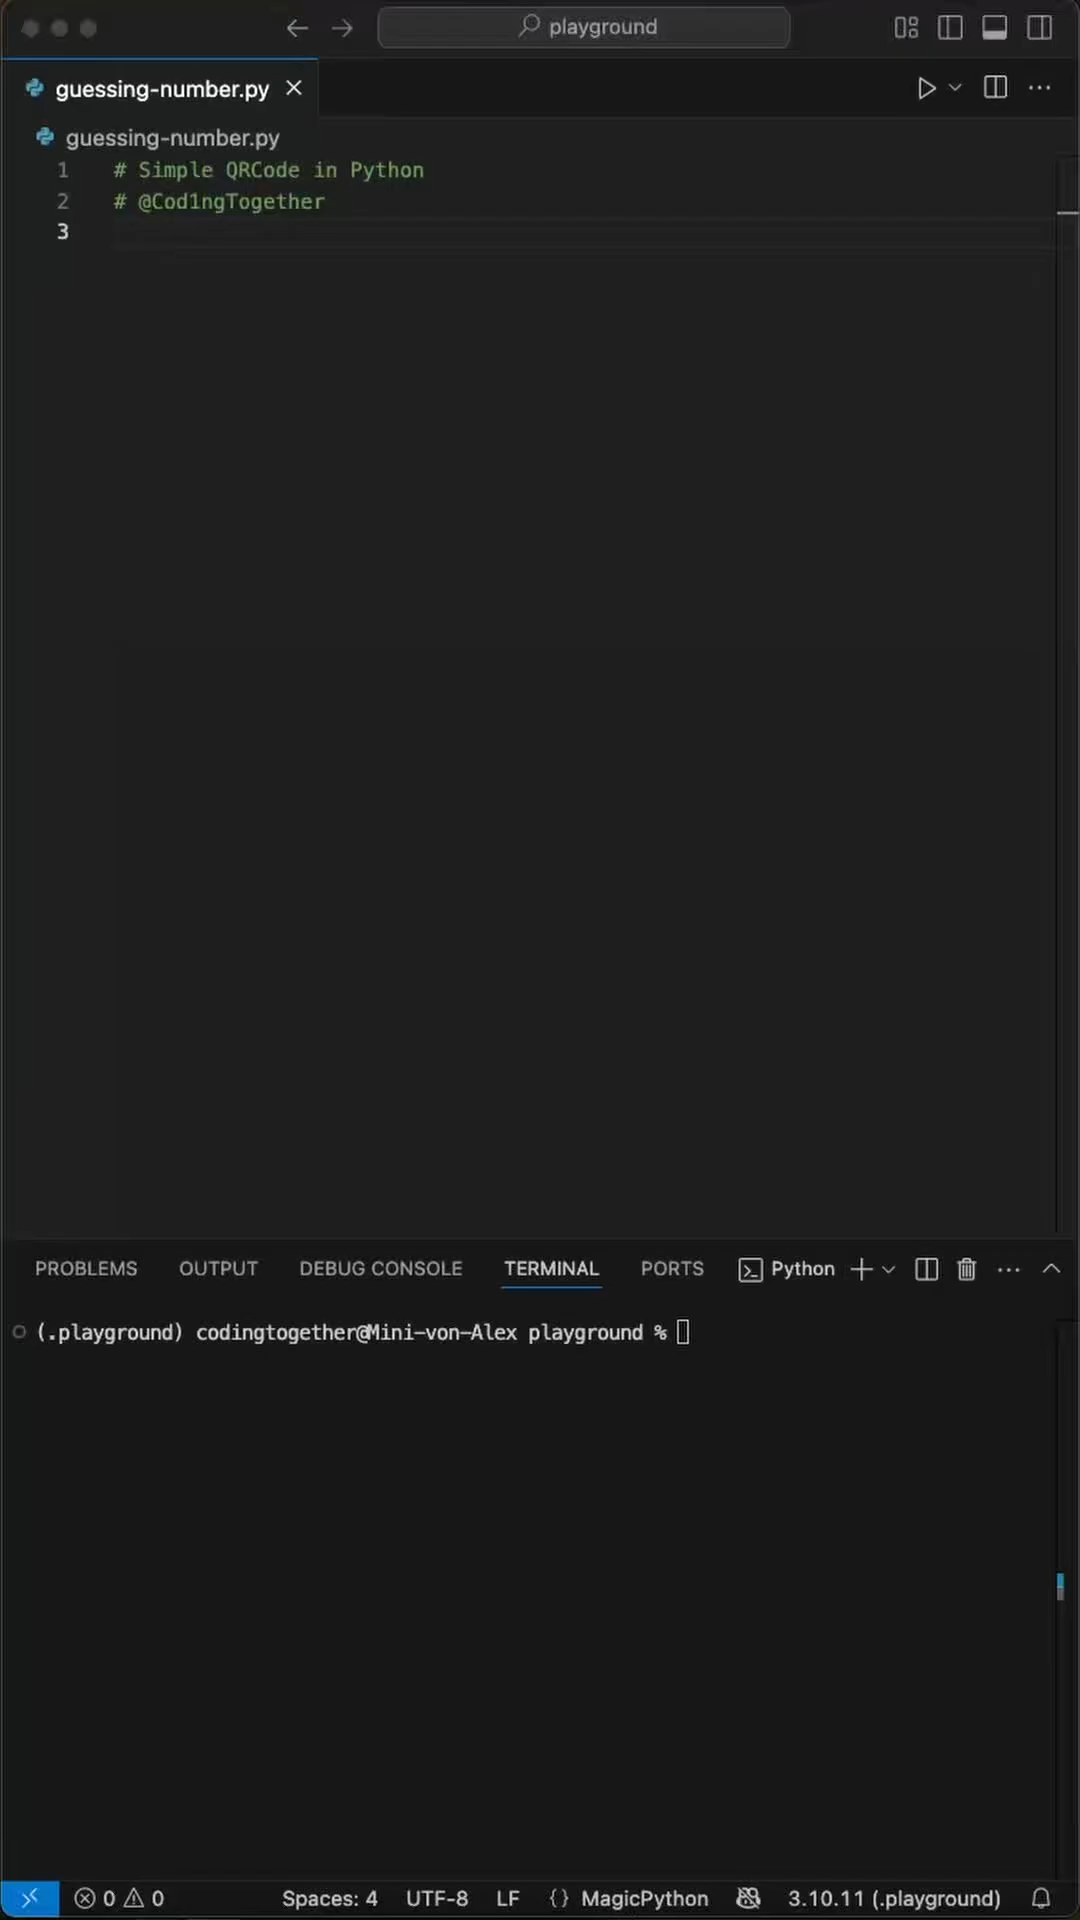 playground
guessing-number.py
guessing-number.py
1 # Simple QRCode in Python
2 # @Cod1ngTogether
3
PROBLEMS OUTPUT DEBUG CONSOLE TERMINAL PORTS Python
(.playground) codingtogether@Mini-von-Alex playground %
0 0 Spaces: 4 UTF-8 LF {} MagicPython 3.10.11 (.playground)